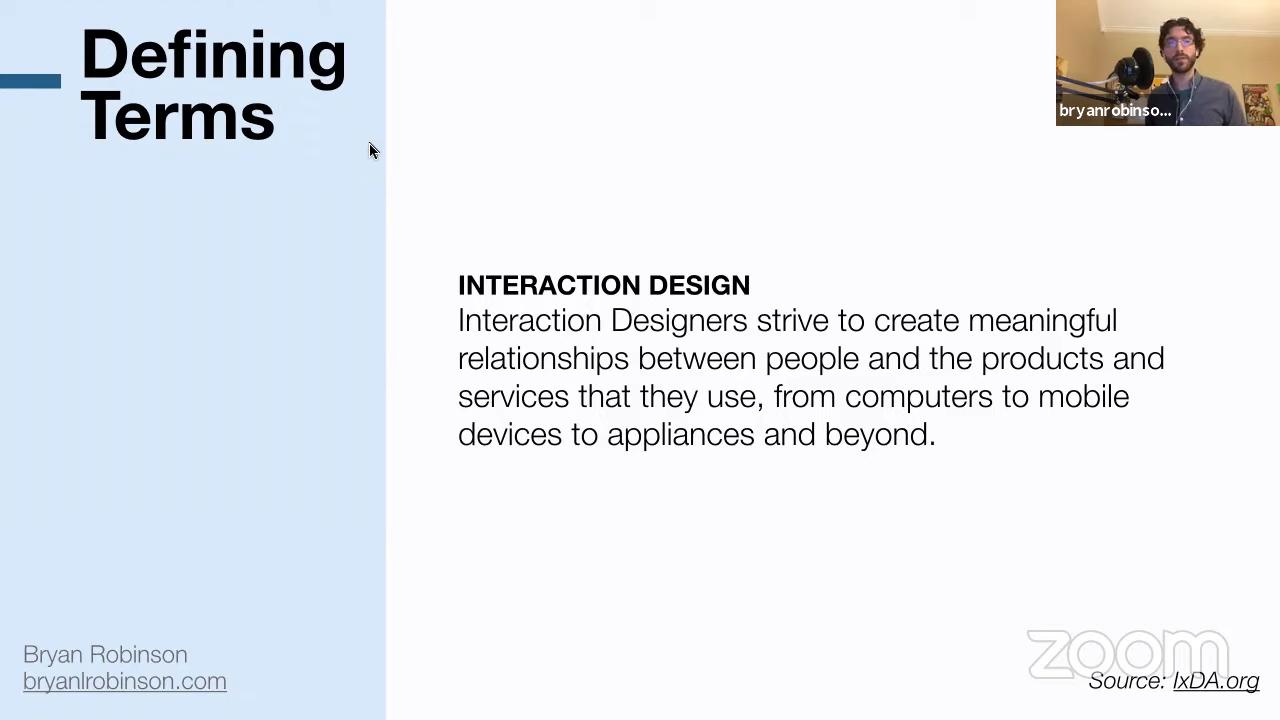 Defining
Terms
bryanrobinso...
INTERACTION DESIGN
Interaction Designers strive to create meaningful
relationships between people and the products and
services that they use, from computers to mobile
devices to appliances and beyond.
Bryan Robinson
bryanlrobinson.com
zoom
Source: IxDA.org